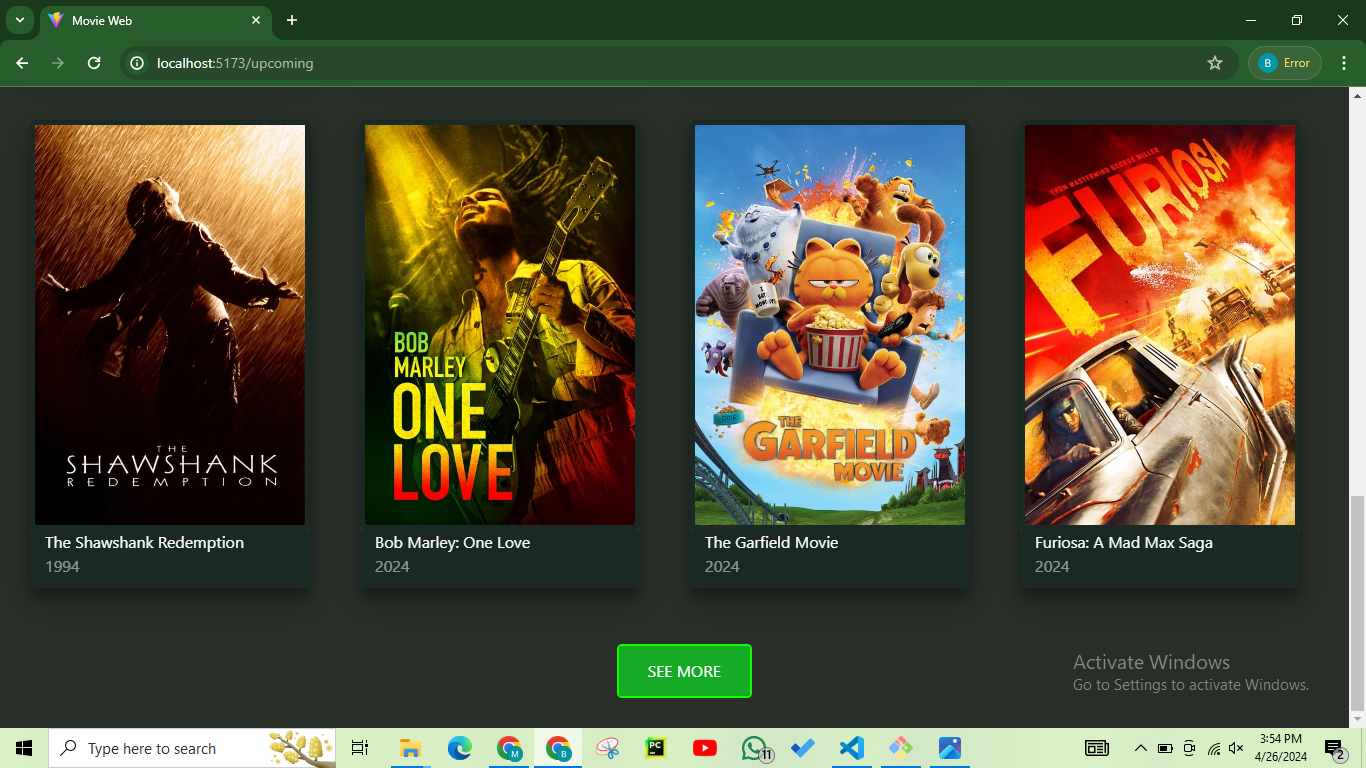 Movie Web
localhost:5173/upcoming
B Error
THE
SHAWSHANK
REDEMPTION
BOB
MARLEY
ONE
LOVE
THE
GARFIELD
MOVIE
FROM MASTERMIND GEORGE MILLER
FURIOSA
The Shawshank Redemption
1994
Bob Marley: One Love
2024
The Garfield Movie
2024
Furiosa: A Mad Max Saga
2024
SEE MORE
Activate Windows
Go to Settings to activate Windows.
Type here to search
M
B
PC
11
3:54 PM
4/26/2024
2